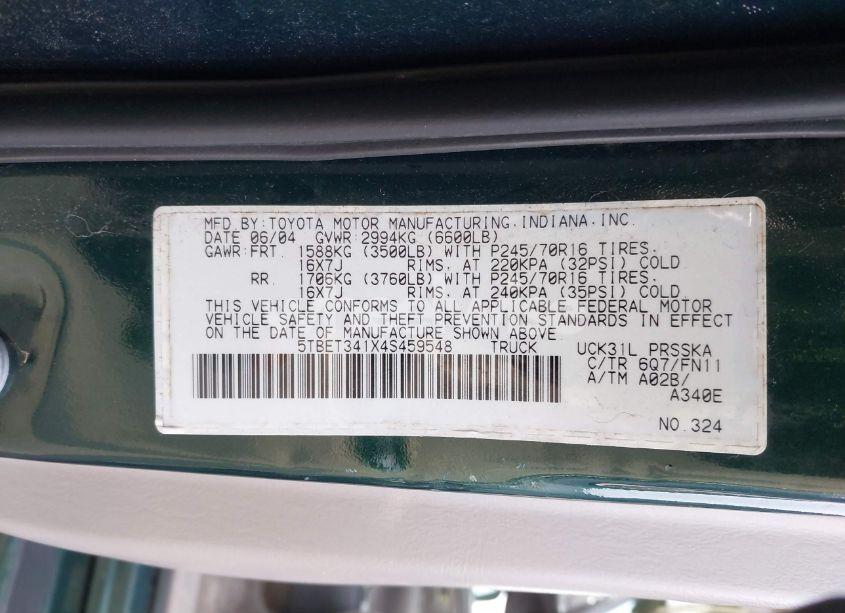 MFD.BY:TOYOTA MOTOR MANUFACTURING.INDIANA.INC.
DATE 06/04 GVWR:2994KG (6600LB)
GAWR:FRT. 1588KG (3500LB) WITH P245/70R16 TIRES.
16X7J RIMS. AT 220KPA (32PSI) COLD
RR. 1706KG (3760LB) WITH P245/70R16 TIRES.
16X7J RIMS. AT 240KPA (35PSI) COLD
THIS VEHICLE CONFORMS TO ALL APPLICABLE FEDERAL MOTOR
VEHICLE SAFETY AND THEFT PREVENTION STANDARDS IN EFFECT
ON THE DATE OF MANUFACTURE SHOWN ABOVE
5TBET341X4S459548 TRUCK UCK31L PRSSKA
C/TR 6Q7/FN11
A/TM A02B/
A340E
NO.324